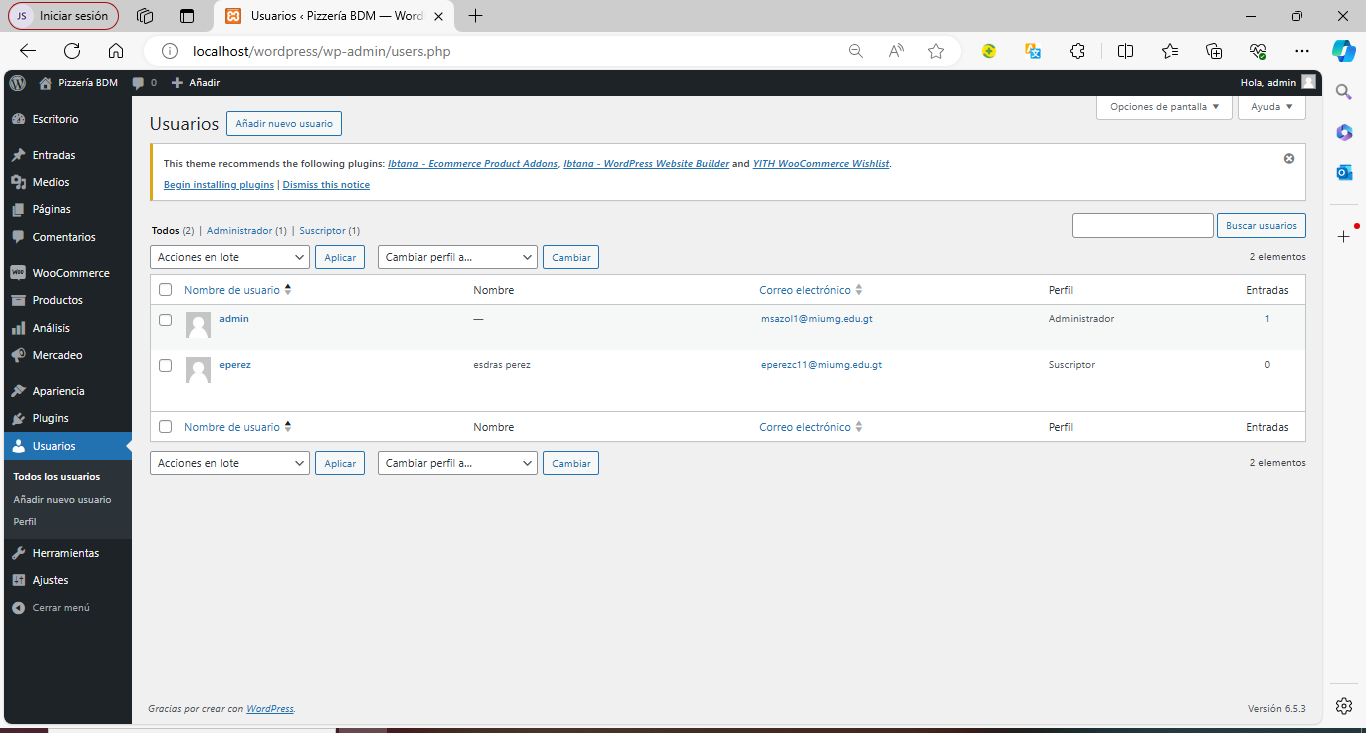 JS Iniciar sesión
Usuarios ‹ Pizzería BDM — Word
localhost/wordpress/wp-admin/users.php
Pizzería BDM 0 Añadir
Hola, admin
Opciones de pantalla Ayuda
Escritorio
Entradas
Medios
Páginas
Comentarios
WooCommerce
Productos
Análisis
Mercadeo
Apariencia
Plugins
Usuarios
Todos los usuarios
Añadir nuevo usuario
Perfil
Herramientas
Ajustes
Cerrar menú
Usuarios Añadir nuevo usuario
This theme recommends the following plugins: Ibtana - Ecommerce Product Addons, Ibtana - WordPress Website Builder and YITH WooCommerce Wishlist.
Begin installing plugins | Dismiss this notice
Todos (2) | Administrador (1) | Suscriptor (1)
Buscar usuarios
Acciones en lote Aplicar Cambiar perfil a... Cambiar
2 elementos
Nombre de usuario Nombre Correo electrónico Perfil Entradas
admin — msazol1@miumg.edu.gt Administrador 1
eperez esdras perez eperezc11@miumg.edu.gt Suscriptor 0
Nombre de usuario Nombre Correo electrónico Perfil Entradas
Acciones en lote Aplicar Cambiar perfil a... Cambiar
2 elementos
Gracias por crear con WordPress.
Versión 6.5.3